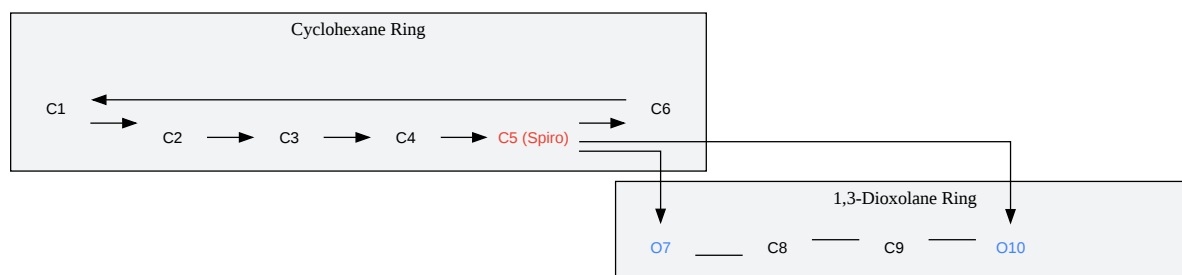 Cyclohexane Ring
C1
C6
C2
C3
C4
C5 (Spiro)
1,3-Dioxolane Ring
O7
C8
C9
O10